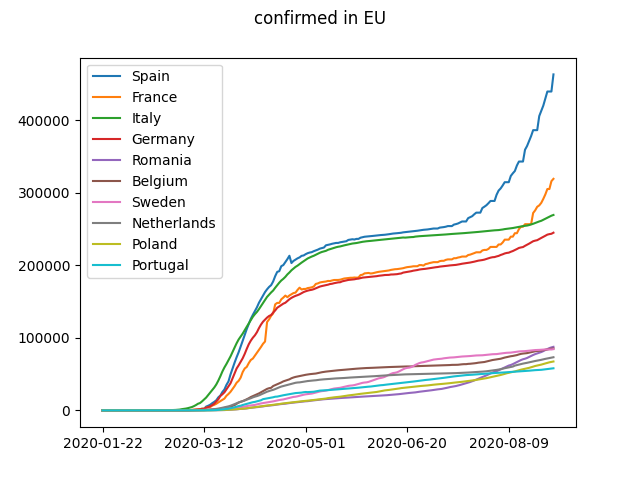 confirmed in EU
Spain
France
Italy
Germany
Romania
Belgium
Sweden
Netherlands
Poland
Portugal
400000
300000
200000
100000
0
2020-01-22 2020-03-12 2020-05-01 2020-06-20 2020-08-09